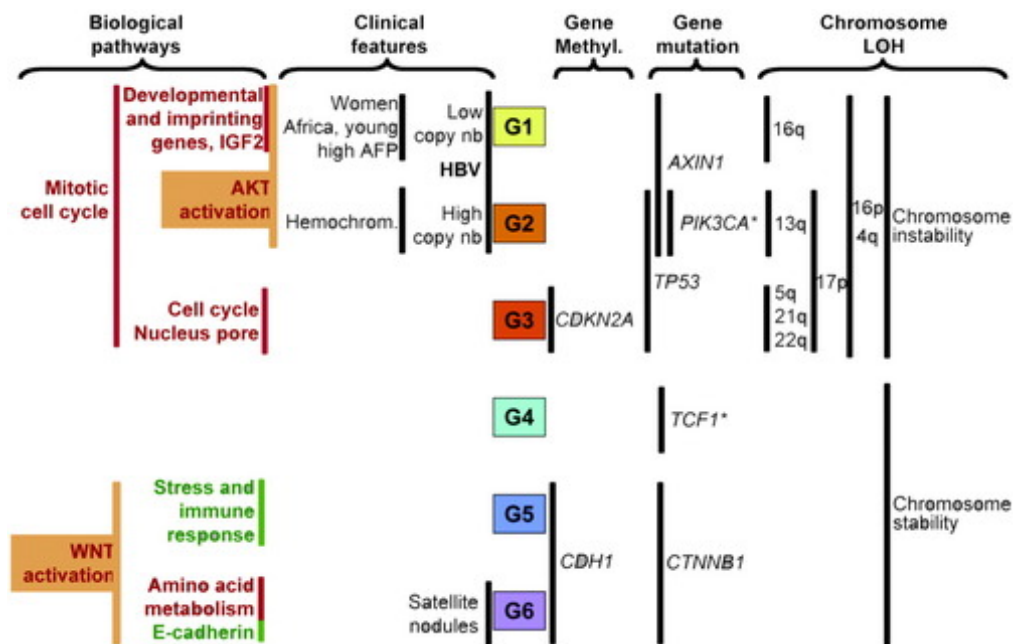 Biological
pathways
Clinical
features
Gene
Methyl.
Gene
mutation
Chromosome
LOH
Developmental
and imprinting
genes, IGF2
Women
Africa, young
high AFP
Low
copy nb
G1
AXIN1
16q
HBV
Mitotic
cell cycle
AKT
activation
Hemochrom.
High
copy nb
G2
PIK3CA*
13q
16p
4q
Chromosome
instability
Cell cycle
Nucleus pore
G3
CDKN2A
TP53
5q
21q
22q
17p
G4
TCF1*
Stress and
immune
response
G5
Chromosome
stability
WNT
activation
CDH1
CTNNB1
Amino acid
metabolism
E-cadherin
Satellite
nodules
G6